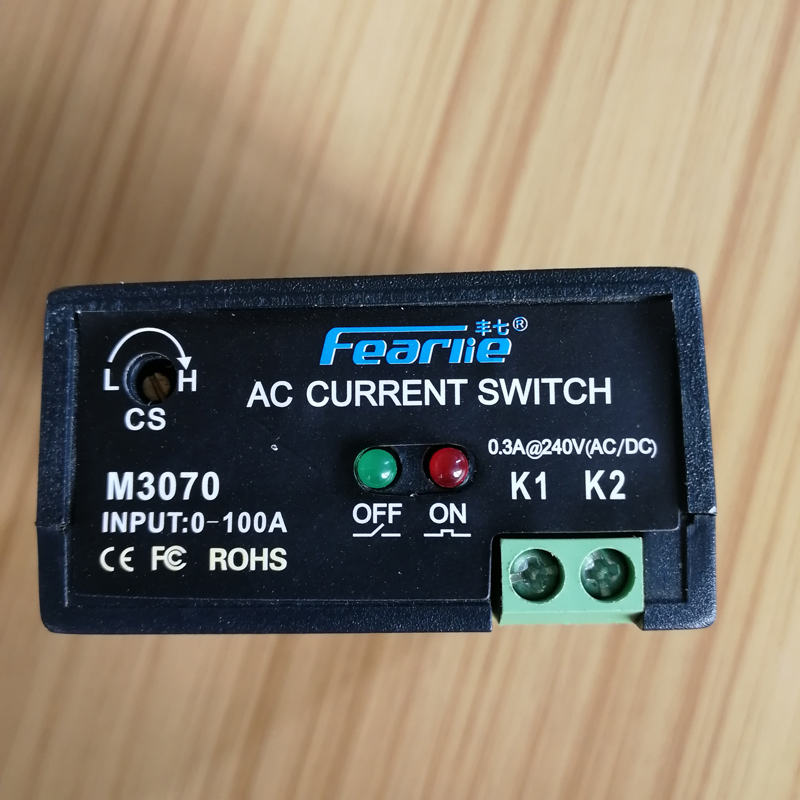 Fearlie 丰七®
AC CURRENT SWITCH
L H
CS
0.3A@240V(AC/DC)
K1 K2
M3070
INPUT:0-100A
OFF ON
CE FC ROHS